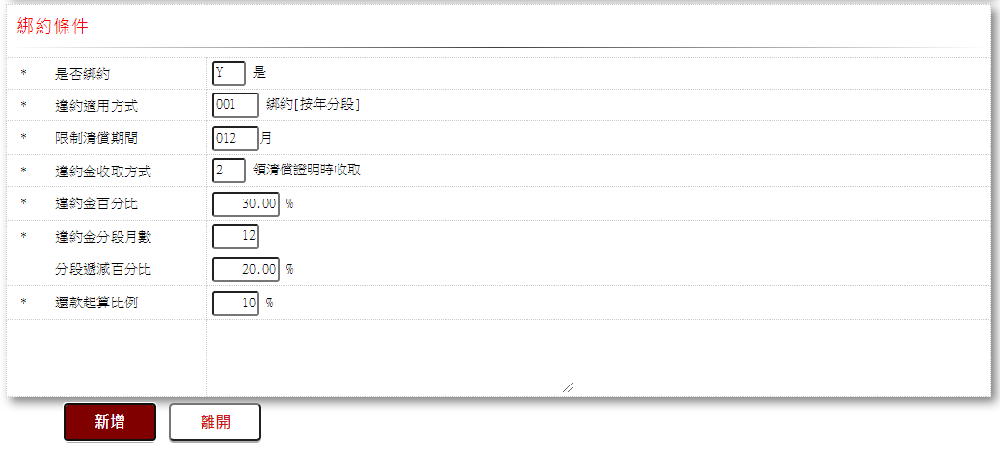 綁約條件
* 是否綁約 Y 是
* 違約適用方式 001 綁約[按年分段]
* 限制清償期間 012 月
* 違約金收取方式 2 領清償證明時收取
* 違約金百分比 30.00 %
* 違約金分段月數 12
分段遞減百分比 20.00 %
* 還款起算比例 10 %
新增 離開